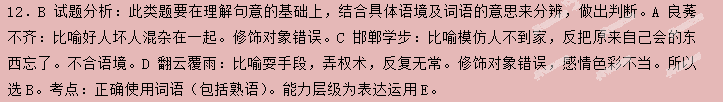 12．B 试题分析：此类题要在理解句意的基础上，结合具体语境及词语的意思来分辨，做出判断。A 良莠
不齐：比喻好人坏人混杂在一起。修饰对象错误。C 邯郸学步：比喻模仿人不到家，反把原来自己会的东
西忘了。不合语境。D 翻云覆雨：比喻耍手段，弄权术，反复无常。修饰对象错误，感情色彩不当。所以
选 B。考点：正确使用词语（包括熟语）。能力层级为表达运用 E。